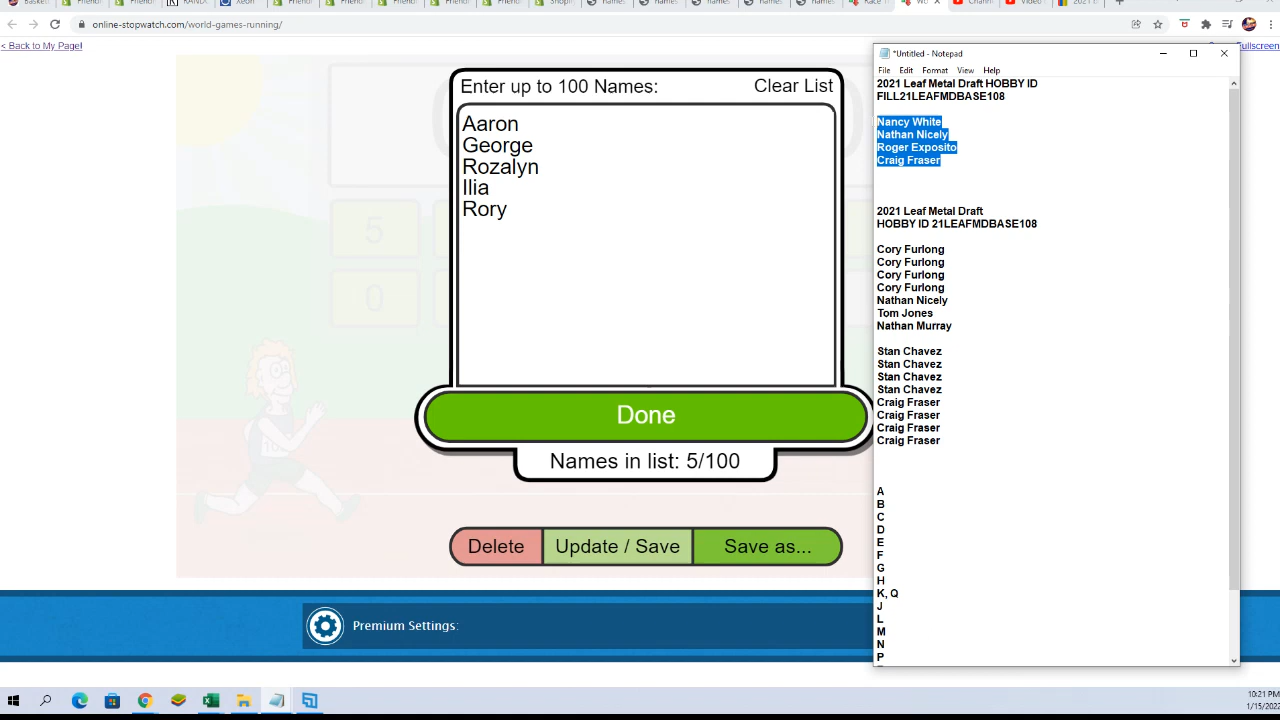 online-stopwatch.com/world-games-running/
< Back to My Page!
Fullscreen
Enter up to 100 Names:
Clear List
Aaron
George
Rozalyn
Ilia
Rory
Done
Names in list: 5/100
Delete
Update / Save
Save as...
Premium Settings:
5
0
*Untitled - Notepad
File Edit Format View Help
2021 Leaf Metal Draft HOBBY ID
FILL21LEAFMDBASE108
Nancy White
Nathan Nicely
Roger Exposito
Craig Fraser
2021 Leaf Metal Draft
HOBBY ID 21LEAFMDBASE108
Cory Furlong
Cory Furlong
Cory Furlong
Cory Furlong
Nathan Nicely
Tom Jones
Nathan Murray
Stan Chavez
Stan Chavez
Stan Chavez
Stan Chavez
Craig Fraser
Craig Fraser
Craig Fraser
Craig Fraser
A
B
C
D
E
F
G
H
K, Q
J
L
M
N
P
10:21 PM
1/15/2022